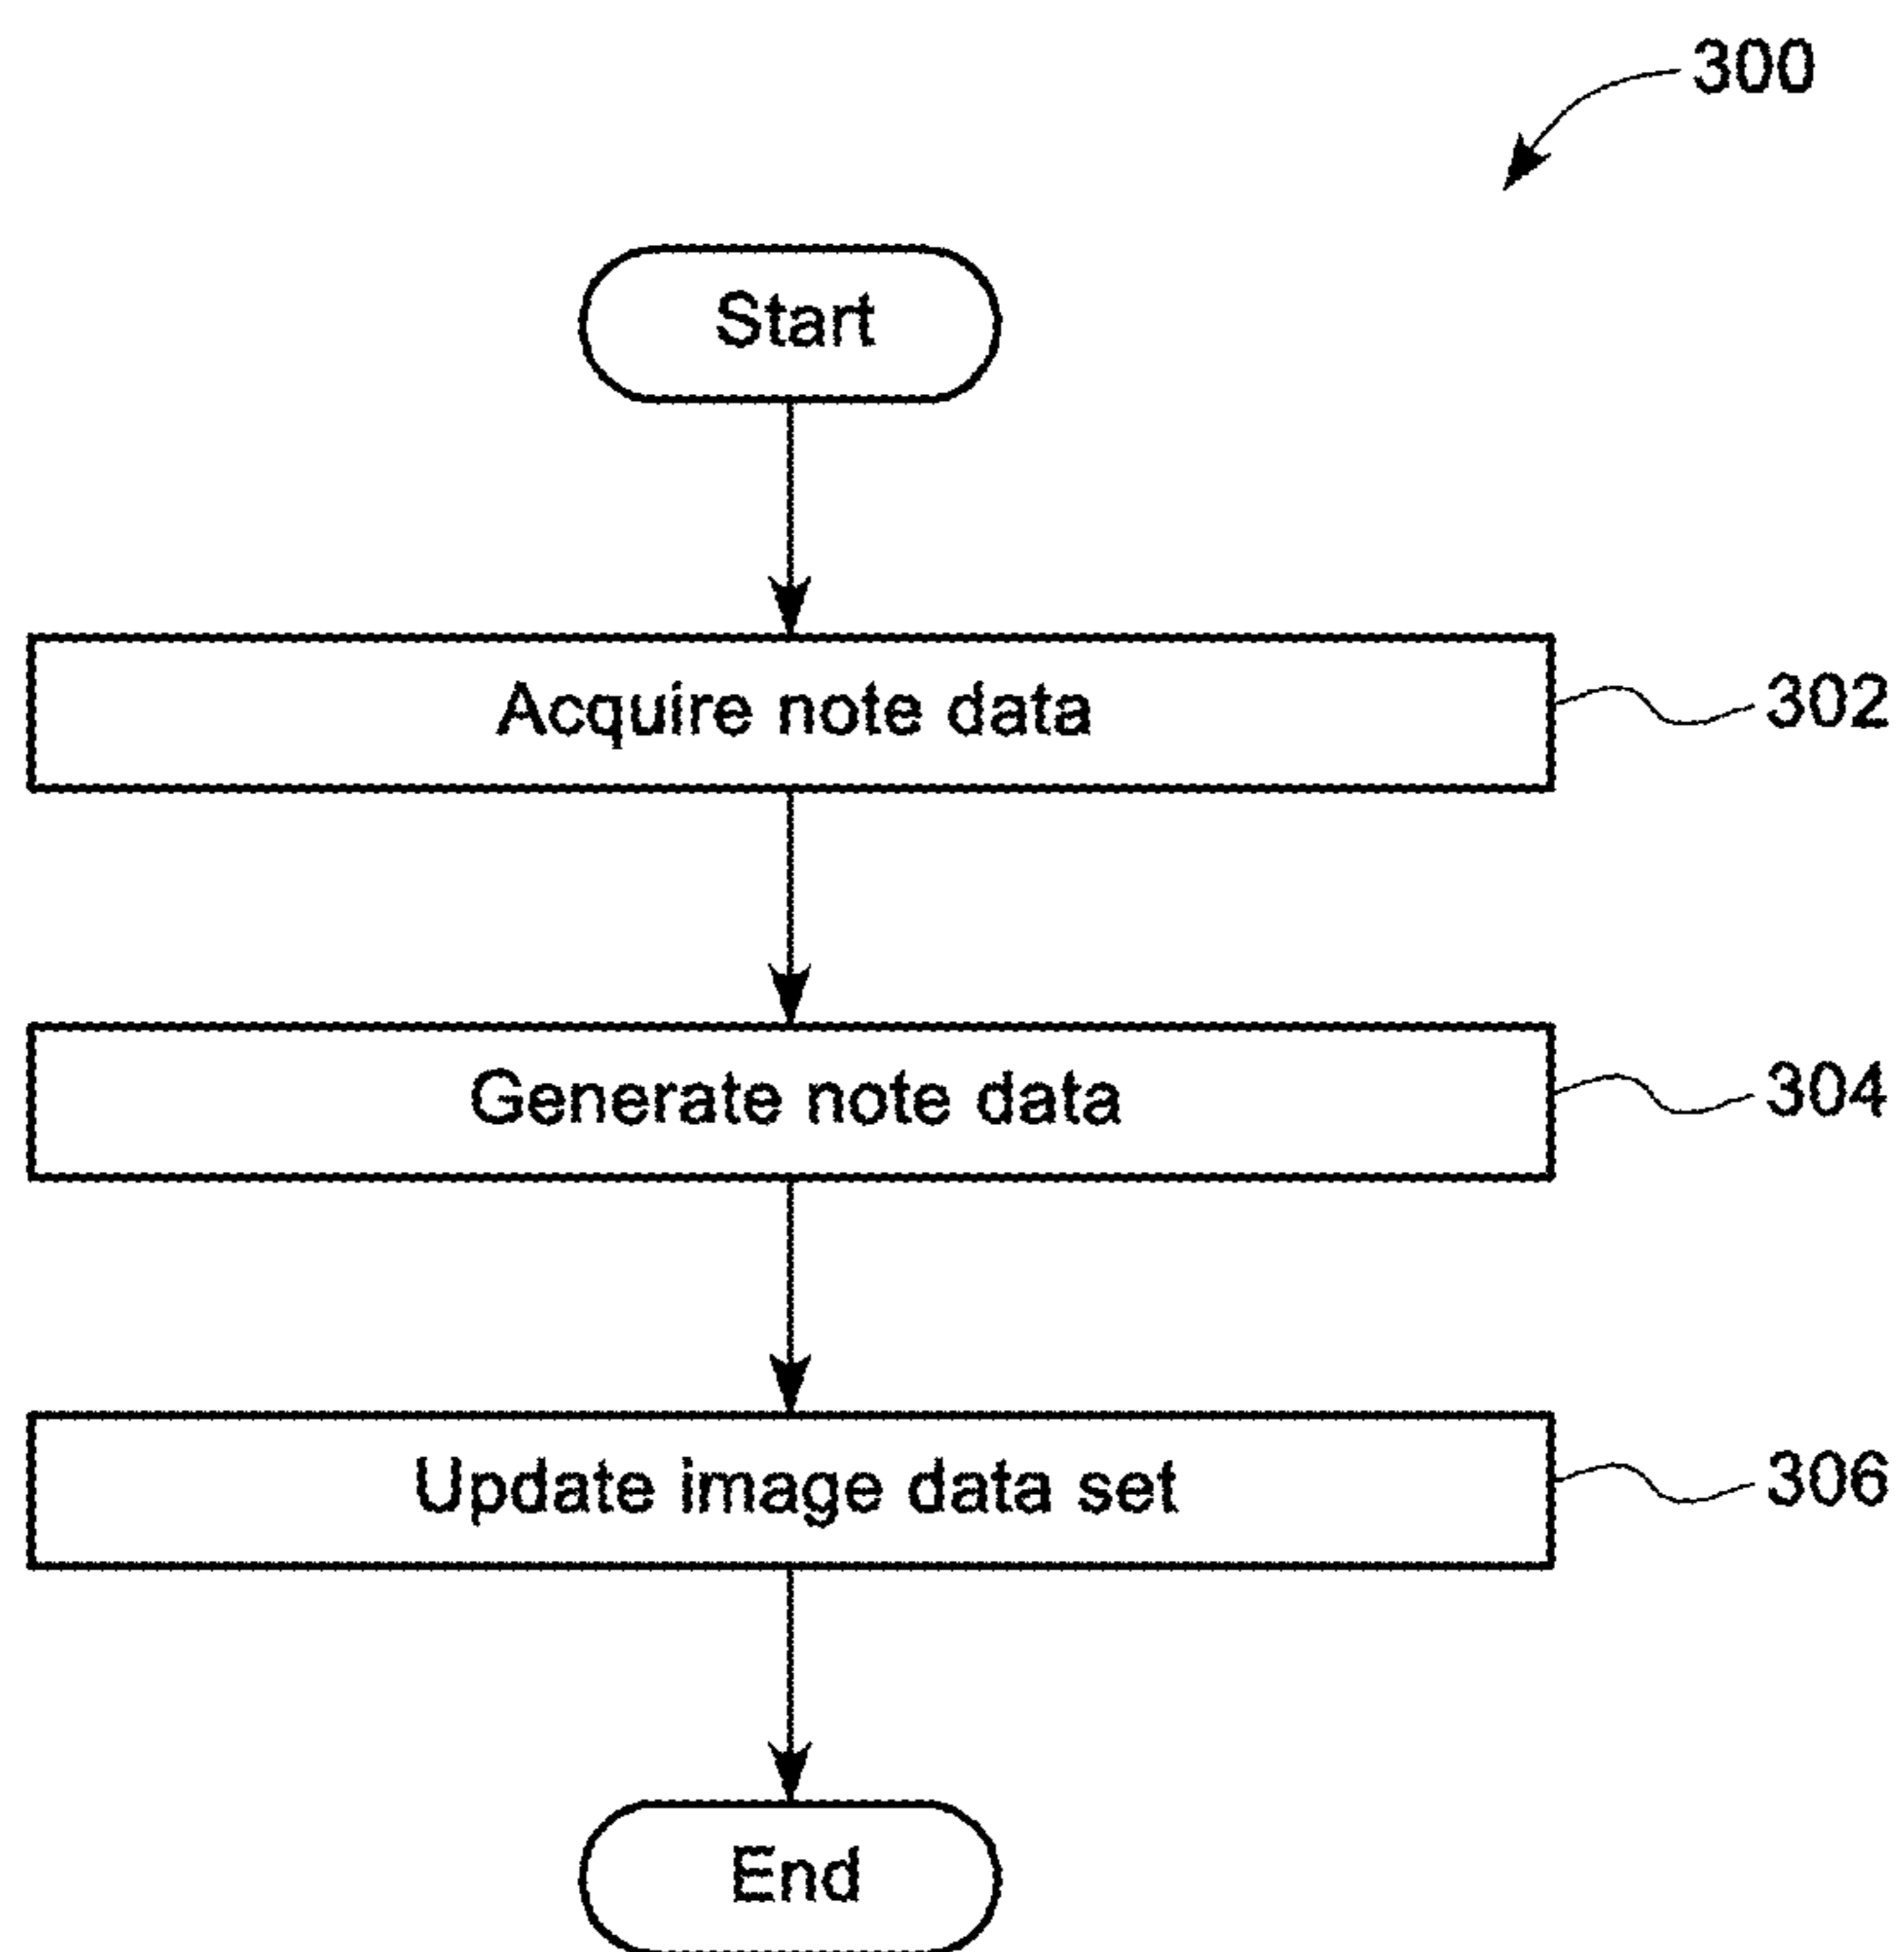 300
Start
Acquire note data
302
Generate note data
304
Update image data set
306
End